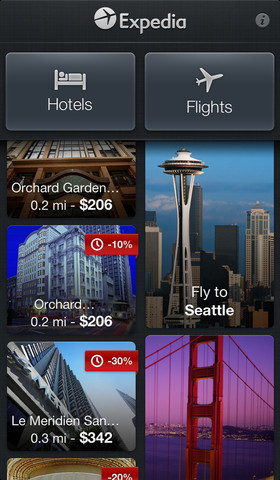 Expedia
i
Hotels
Flights
Orchard Garden...
0.2 mi - $206
-10%
Orchard...
0.2 mi - $206
-30%
Le Meridien San...
0.3 mi - $342
-20%
Fly to
Seattle